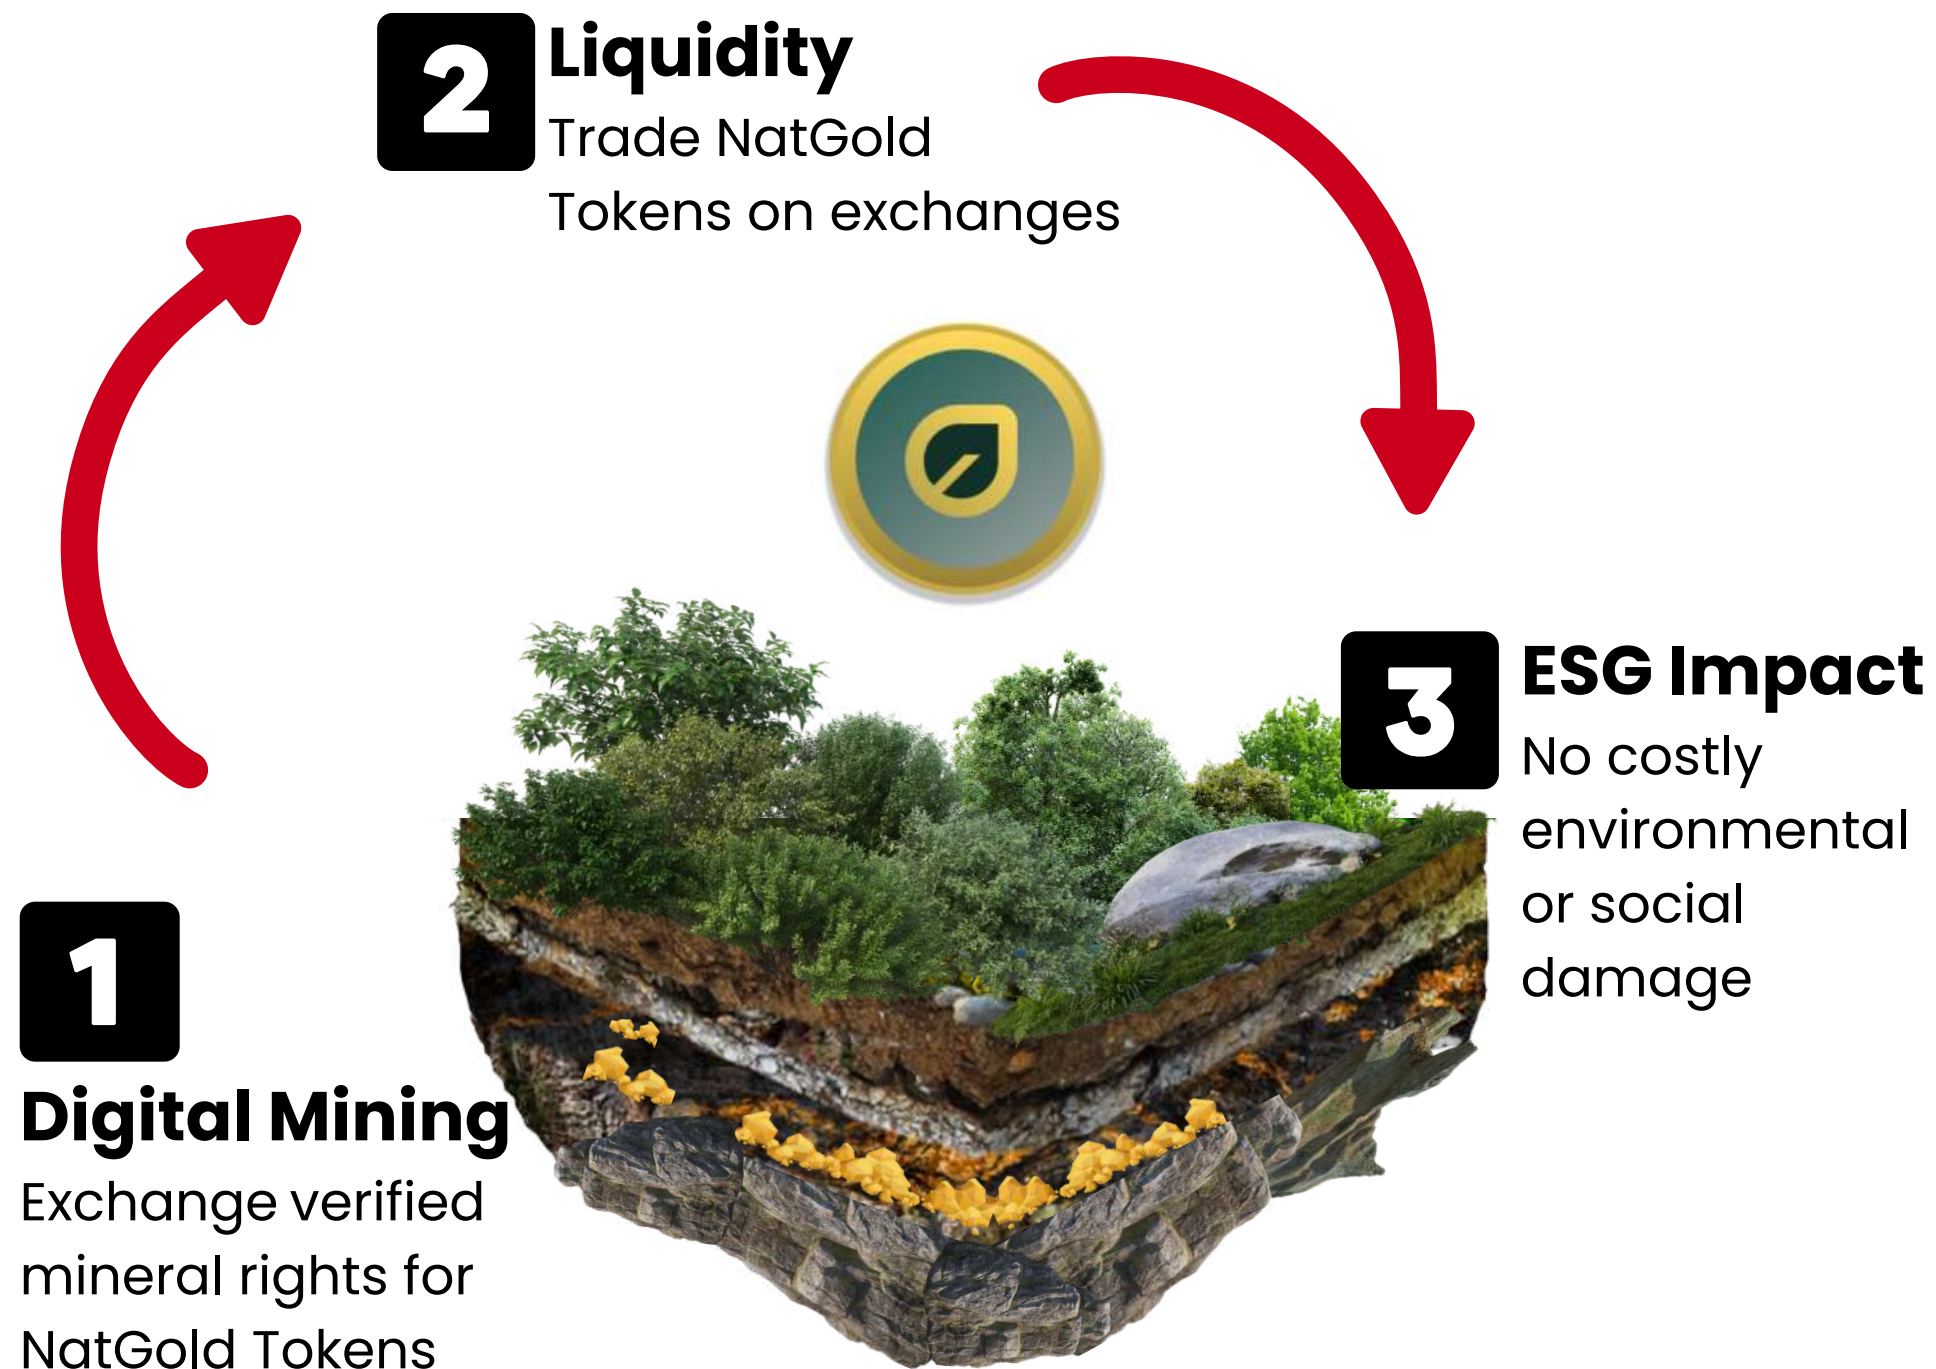 1
Digital Mining
Exchange verified
mineral rights for
NatGold Tokens
2
Liquidity
Trade NatGold
Tokens on exchanges
3
ESG Impact
No costly
environmental
or social
damage